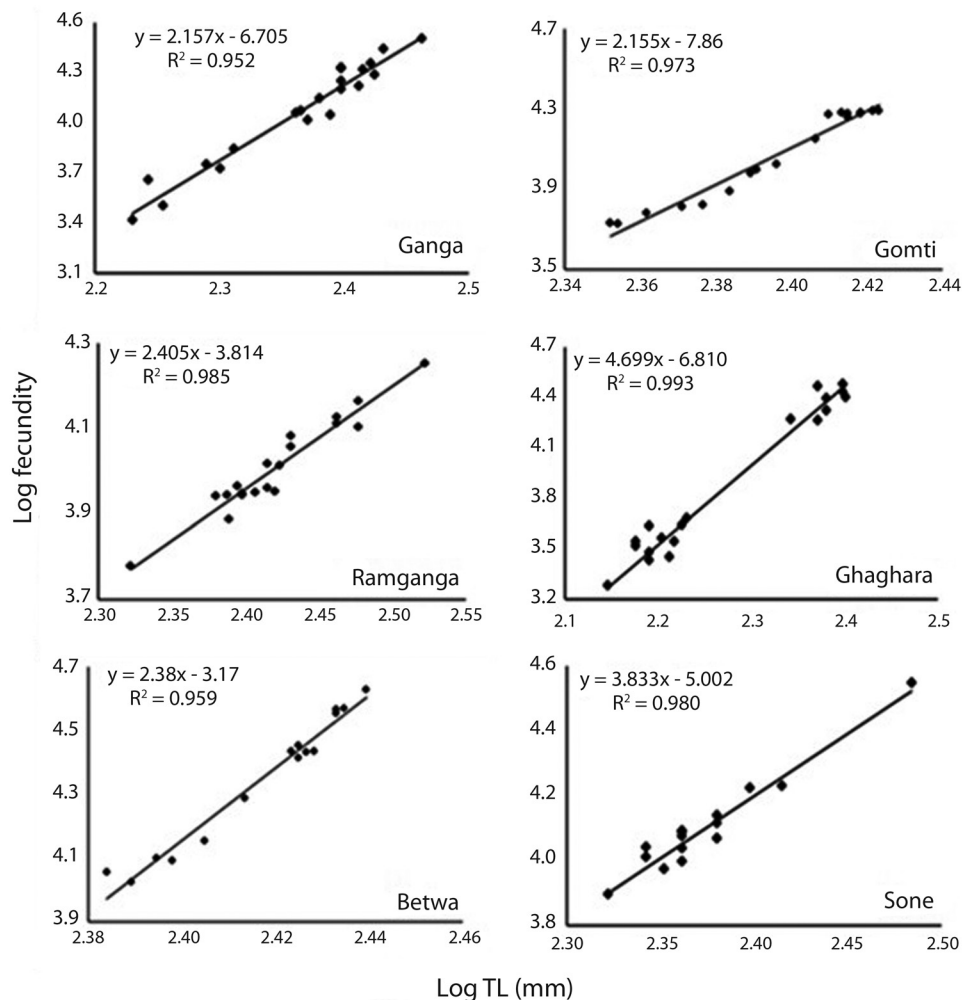 4.6
4.3
4.0
3.7
3.4
3.1
y = 2.157x - 6.705
R² = 0.952
Ganga
2.2 2.3 2.4 2.5
4.7
4.3
3.9
3.5
y = 2.155x - 7.86
R² = 0.973
Gomti
2.34 2.36 2.38 2.40 2.42 2.44
4.3
4.1
3.9
3.7
y = 2.405x - 3.814
R² = 0.985
Ramganga
2.30 2.35 2.40 2.45 2.50 2.55
4.7
4.4
4.1
3.8
3.5
3.2
y = 4.699x - 6.810
R² = 0.993
Ghaghara
2.1 2.2 2.3 2.4 2.5
4.7
4.5
4.3
4.1
3.9
y = 2.38x - 3.17
R² = 0.959
Betwa
2.38 2.40 2.42 2.44 2.46
4.6
4.4
4.2
4.0
3.8
y = 3.833x - 5.002
R² = 0.980
Sone
2.30 2.35 2.40 2.45 2.50
Log fecundity
Log TL (mm)